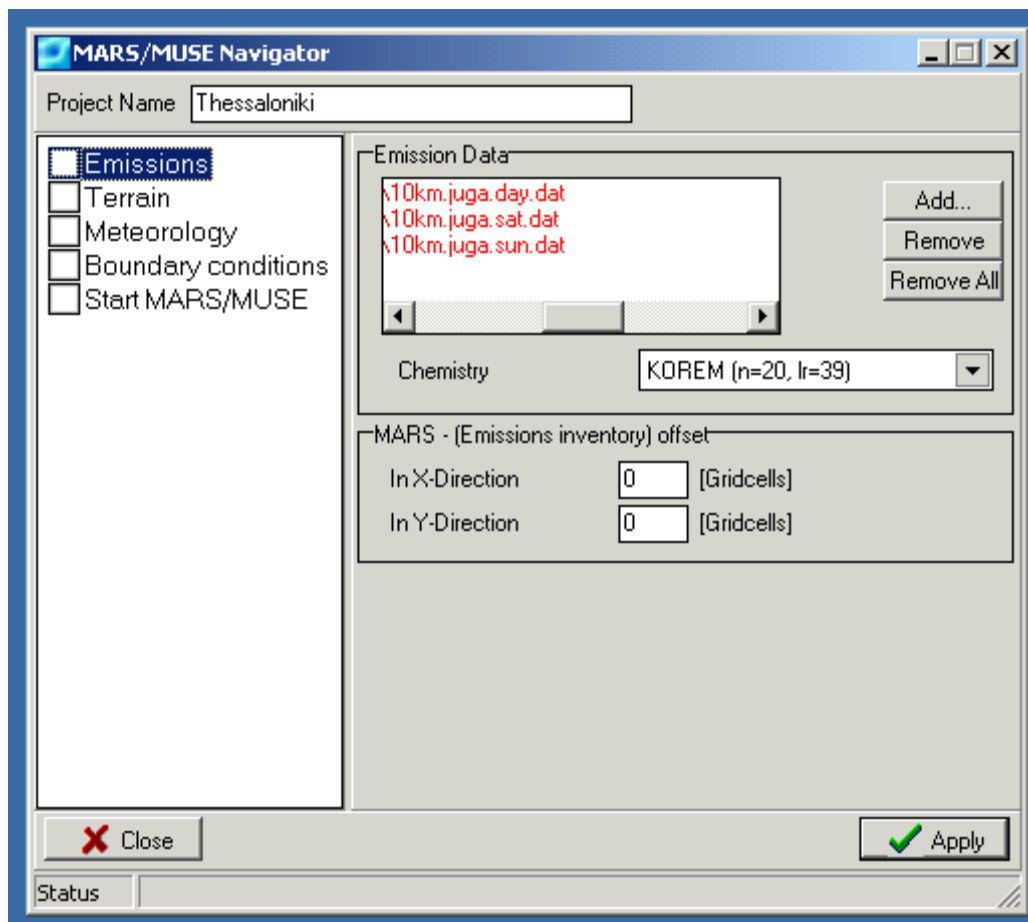 MARS/MUSE Navigator
Project Name Thessaloniki
Emissions
Terrain
Meteorology
Boundary conditions
Start MARS/MUSE
Emission Data
\10km.juga.day.dat
\10km.juga.sat.dat
\10km.juga.sun.dat
Add...
Remove
Remove All
Chemistry KOREM (n=20, lr=39)
MARS - (Emissions inventory) offset
In X-Direction 0 [Gridcells]
In Y-Direction 0 [Gridcells]
Close
Apply
Status